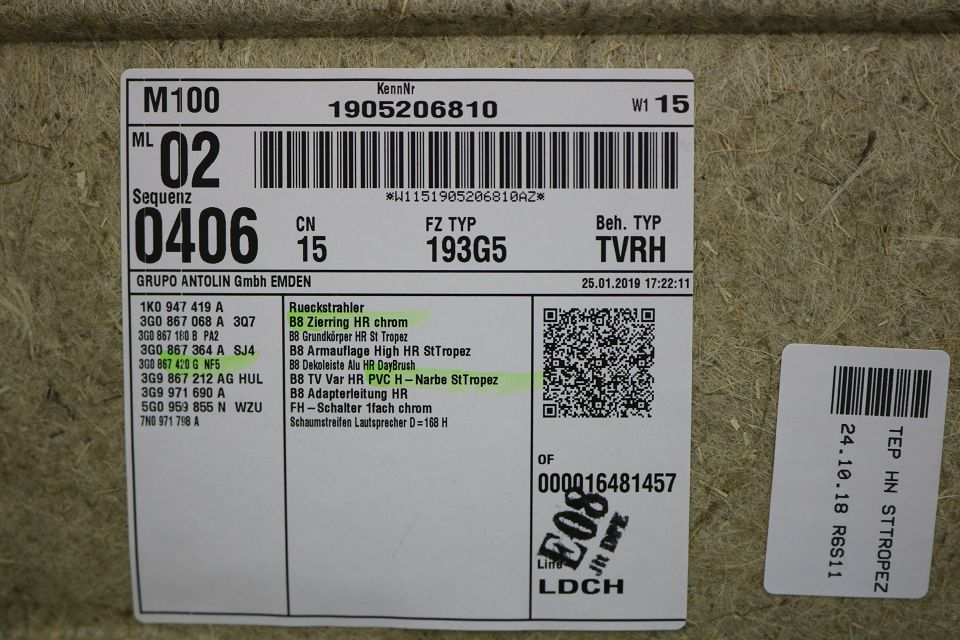 M100
KennNr
1905206810
W1 15
ML 02
*W1151905206810AZ*
Sequenz
0406
CN
15
FZ TYP
193G5
Beh. TYP
TVRH
GRUPO ANTOLIN Gmbh EMDEN
25.01.2019 17:22:11
1K0 947 419 A
Rueckstrahler
3G0 867 068 A 3Q7
B8 Zierring HR chrom
3G0 867 180 B PA2
B8 Grundkörper HR St Tropez
3G0 867 364 A SJ4
B8 Armauflage High HR StTropez
3G0 867 420 G NF5
B8 Dekoleiste Alu HR DayBrush
3G9 867 212 AG HUL
B8 TV Var HR PVC H-Narbe StTropez
3G9 971 690 A
B8 Adapterleitung HR
5G0 959 855 N WZU
FH-Schalter 1fach chrom
7N0 971 798 A
Schaumstreifen Lautsprecher D=168 H
OF
000016481457
E08
Jit DPE
Line
LDCH
TEP HN STTROPEZ
24.10.18 R6S11